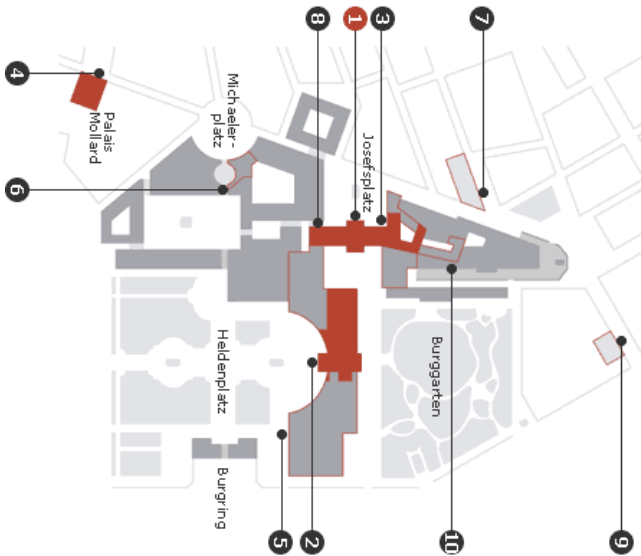 4
8
1
3
7
Michaeler-
platz
Josefsplatz
Palais
Mollard
6
Heldenplatz
Burggarten
Burgring
5
2
10
9